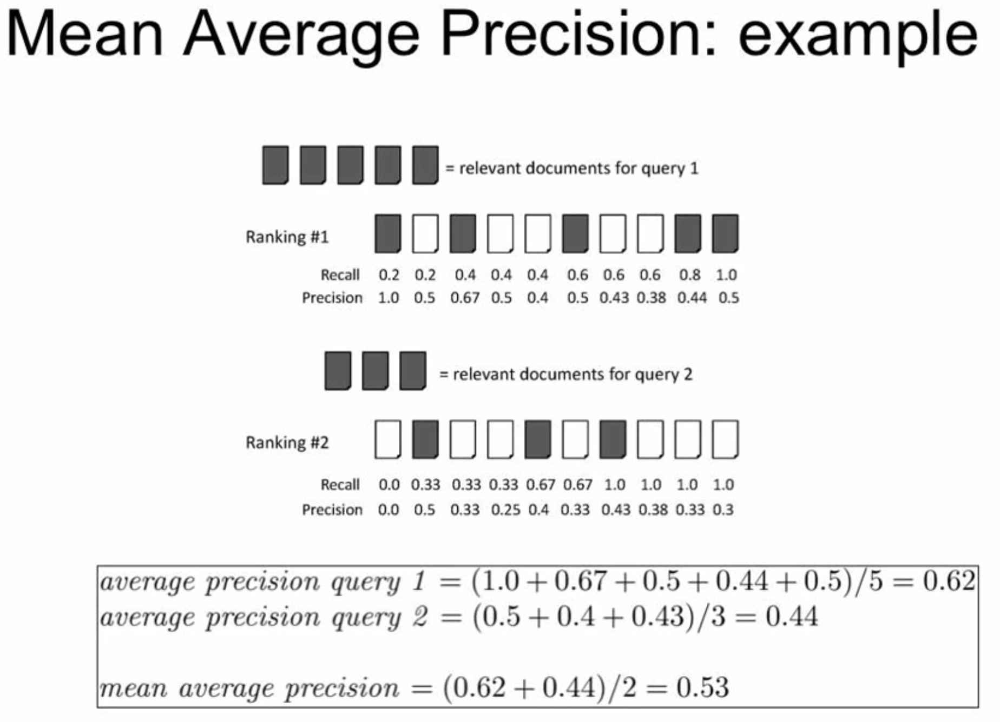 Mean Average Precision: example
= relevant documents for query 1
Ranking #1
Recall 0.2 0.2 0.4 0.4 0.4 0.6 0.6 0.6 0.8 1.0
Precision 1.0 0.5 0.67 0.5 0.4 0.5 0.43 0.38 0.44 0.5
= relevant documents for query 2
Ranking #2
Recall 0.0 0.33 0.33 0.33 0.67 0.67 1.0 1.0 1.0 1.0
Precision 0.0 0.5 0.33 0.25 0.4 0.33 0.43 0.38 0.33 0.3
average precision query 1 = (1.0 + 0.67 + 0.5 + 0.44 + 0.5)/5 = 0.62
average precision query 2 = (0.5 + 0.4 + 0.43)/3 = 0.44
mean average precision = (0.62 + 0.44)/2 = 0.53